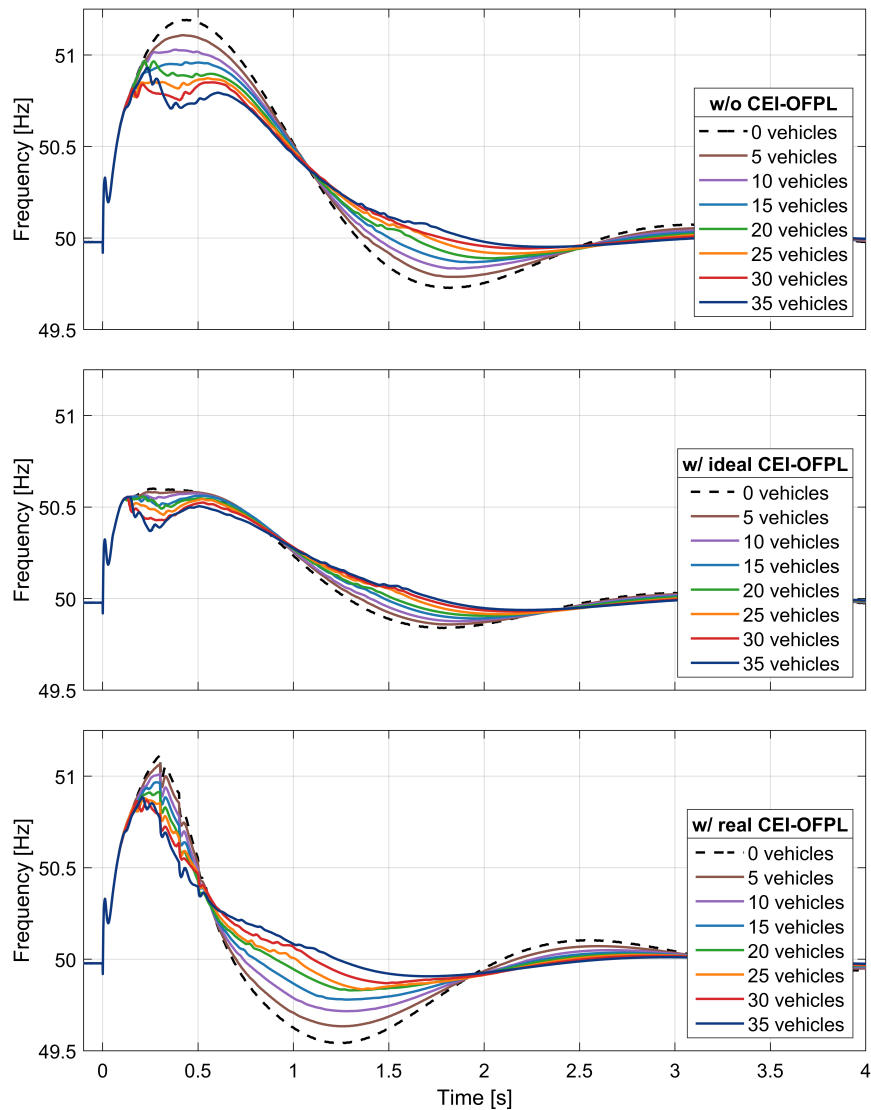 51
50.5
50
49.5
Frequency [Hz]
w/o CEI-OFPL
0 vehicles
5 vehicles
10 vehicles
15 vehicles
20 vehicles
25 vehicles
30 vehicles
35 vehicles
51
50.5
50
49.5
Frequency [Hz]
w/ ideal CEI-OFPL
0 vehicles
5 vehicles
10 vehicles
15 vehicles
20 vehicles
25 vehicles
30 vehicles
35 vehicles
51
50.5
50
49.5
Frequency [Hz]
w/ real CEI-OFPL
0 vehicles
5 vehicles
10 vehicles
15 vehicles
20 vehicles
25 vehicles
30 vehicles
35 vehicles
0 0.5 1 1.5 2 2.5 3 3.5 4
Time [s]